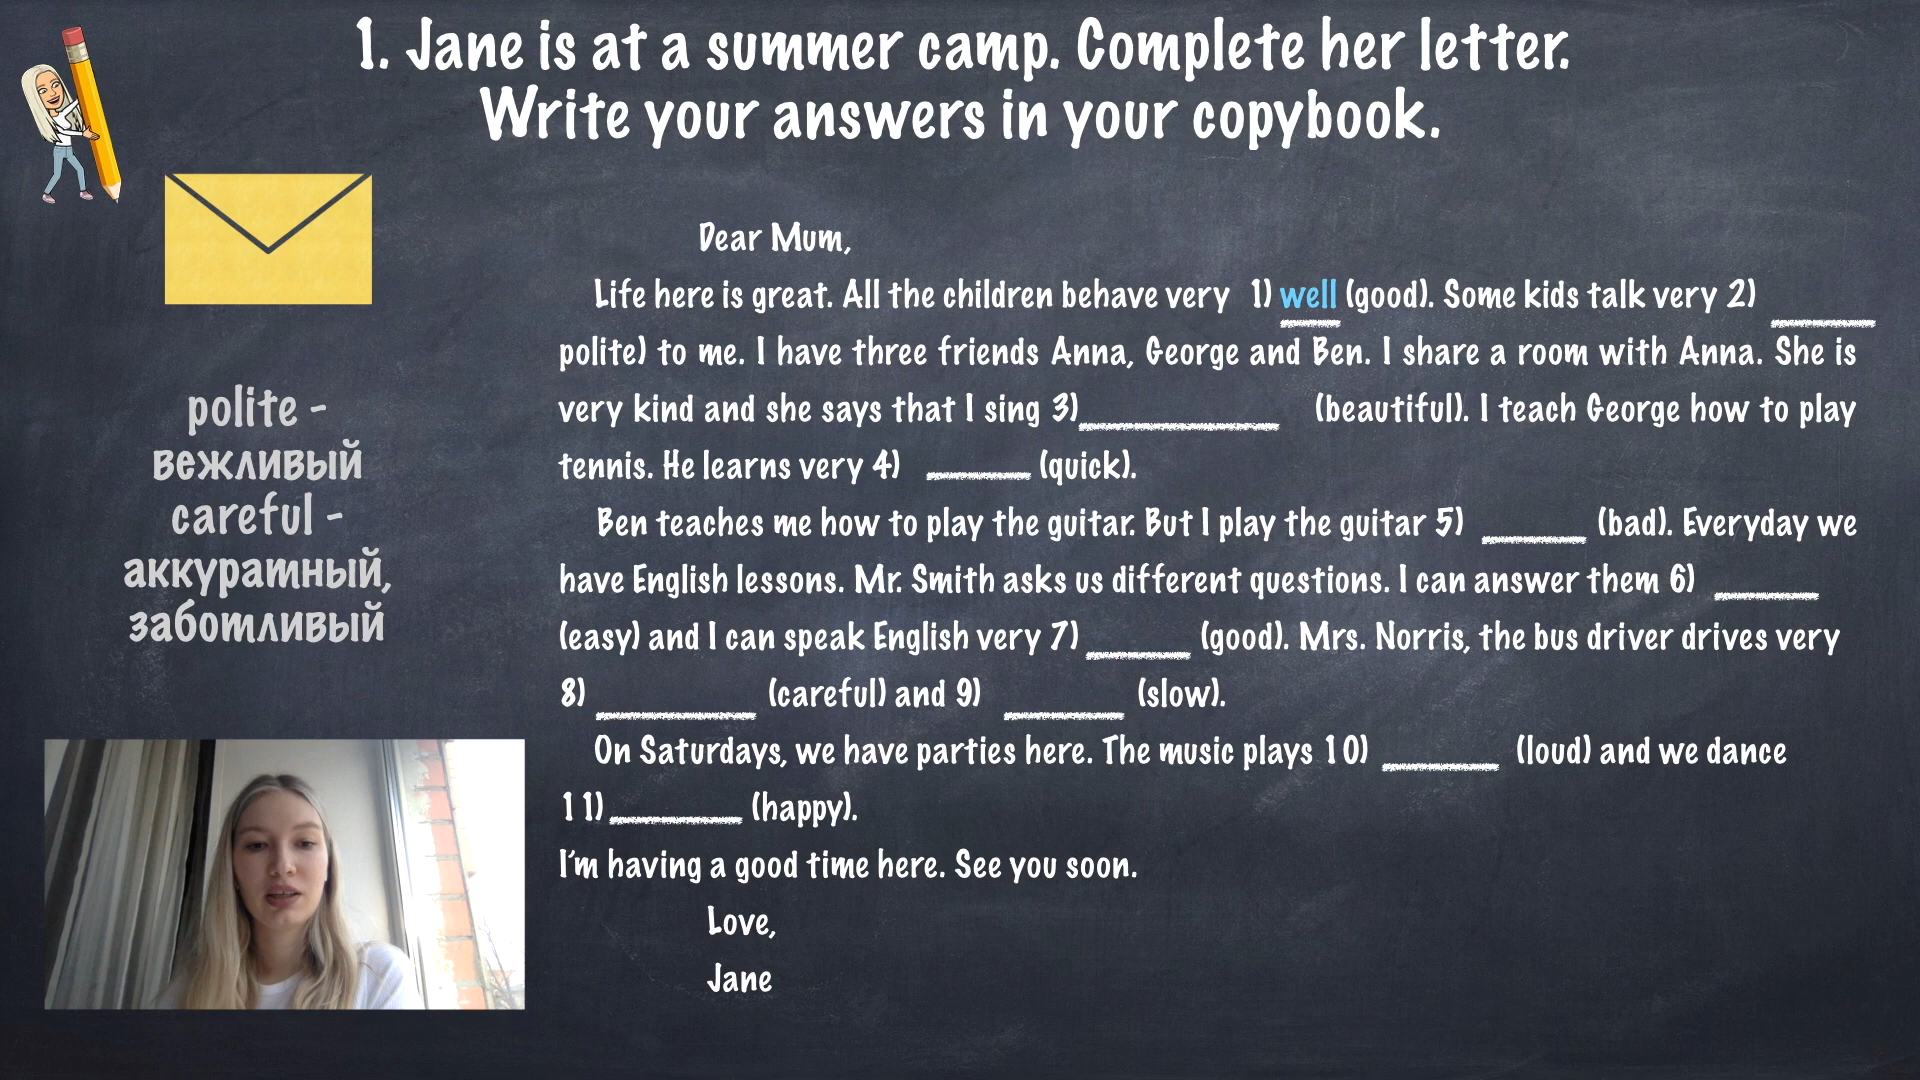 1. Jane is at a summer camp. Complete her letter.
Write your answers in your copybook.
polite -
вежливый
careful -
аккуратный,
заботливый
Dear Mum,
Life here is great. All the children behave very 1) well (good). Some kids talk very 2) ______
polite) to me. I have three friends Anna, George and Ben. I share a room with Anna. She is
very kind and she says that I sing 3)____________ (beautiful). I teach George how to play
tennis. He learns very 4) ______ (quick).
Ben teaches me how to play the guitar. But I play the guitar 5) ______ (bad). Everyday we
have English lessons. Mr. Smith asks us different questions. I can answer them 6) ______
(easy) and I can speak English very 7) ______ (good). Mrs. Norris, the bus driver drives very
8) _________ (careful) and 9) _______ (slow).
On Saturdays, we have parties here. The music plays 10) _______ (loud) and we dance
11)________ (happy).
I'm having a good time here. See you soon.
Love,
Jane